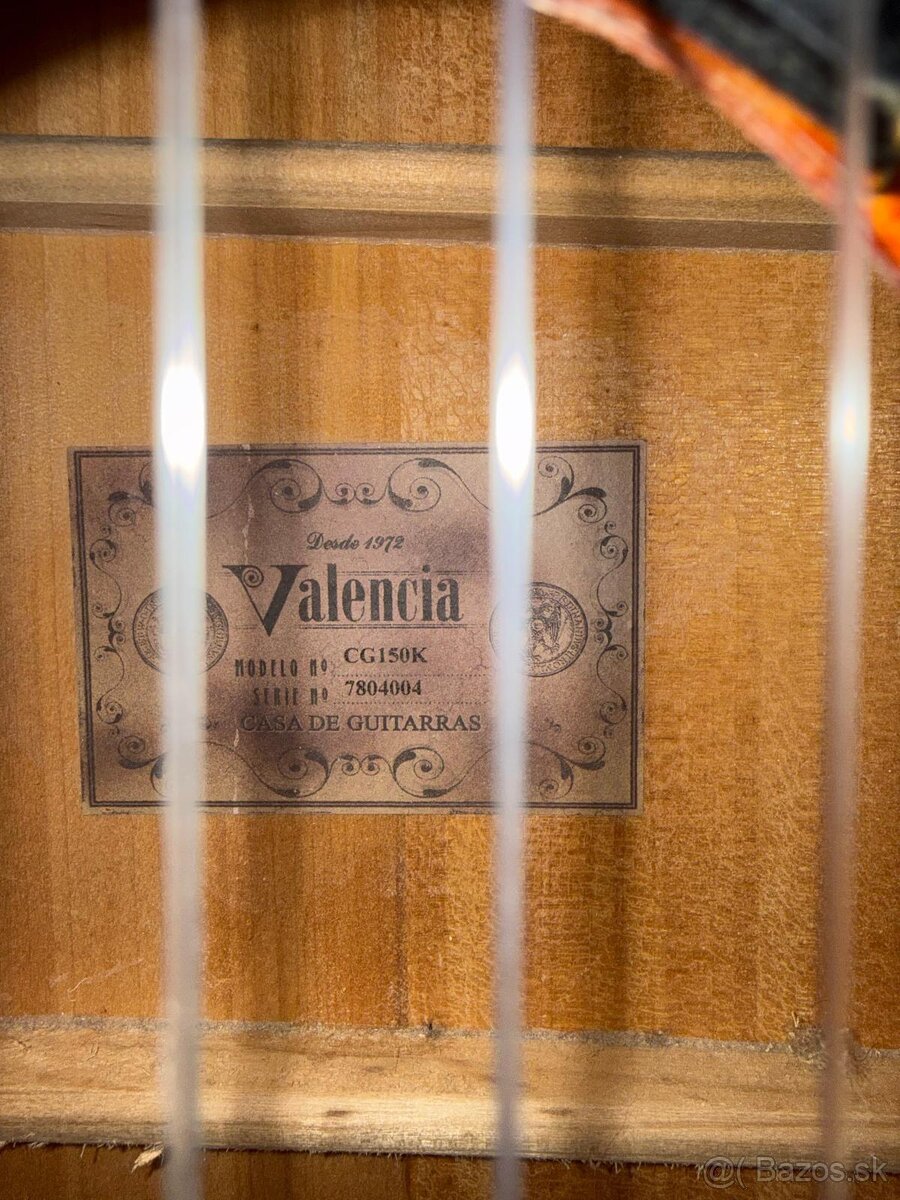 Desde 1972
Valencia
MODELO Nº CG150K
SERIE Nº 7804004
CASA DE GUITARRAS
@( Bazos.sk